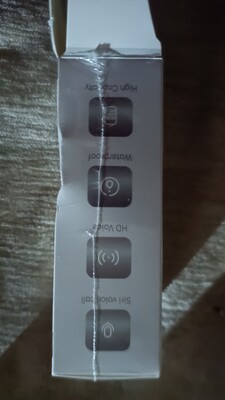 Siri voice call
HD Voice
Waterproof
High Capacity